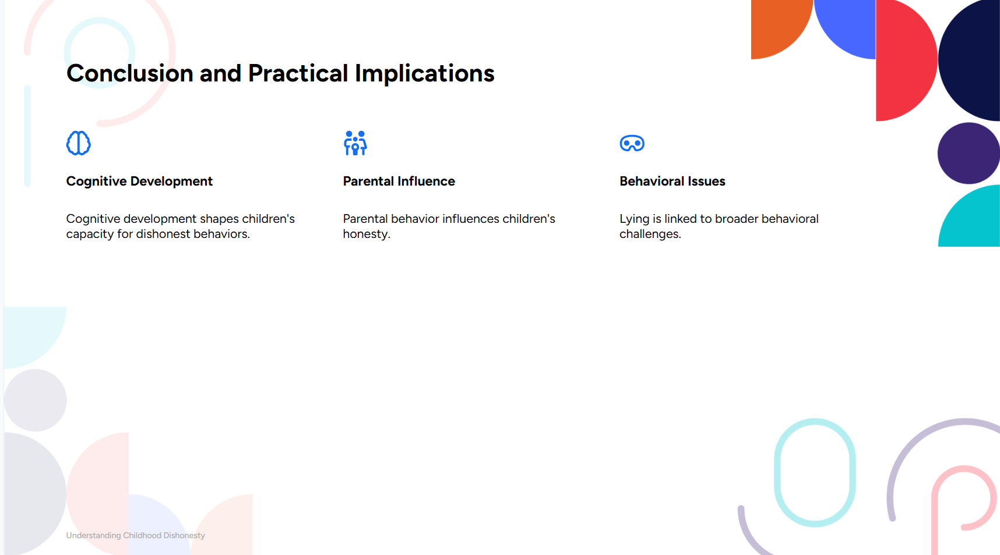 Conclusion and Practical Implications
Cognitive Development
Cognitive development shapes children's
capacity for dishonest behaviors.
Parental Influence
Parental behavior influences children's
honesty.
Behavioral Issues
Lying is linked to broader behavioral
challenges.
Understanding Childhood Dishonesty